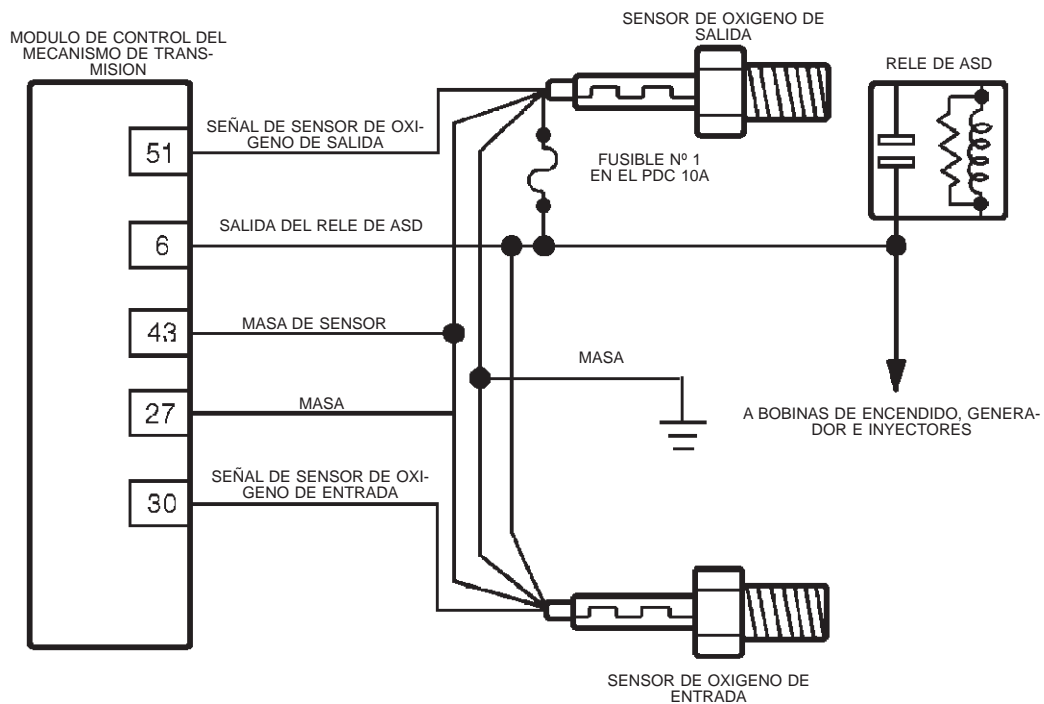 SENSOR DE OXIGENO DE
SALIDA
MODULO DE CONTROL DEL
MECANISMO DE TRANS-
MISION
RELE DE ASD
51
SEÑAL DE SENSOR DE OXI-
GENO DE SALIDA
FUSIBLE Nº 1
EN EL PDC 10A
6
SALIDA DEL RELE DE ASD
43
MASA DE SENSOR
MASA
27
MASA
A BOBINAS DE ENCENDIDO, GENERA-
DOR E INYECTORES
30
SEÑAL DE SENSOR DE OXI-
GENO DE ENTRADA
SENSOR DE OXIGENO DE
ENTRADA